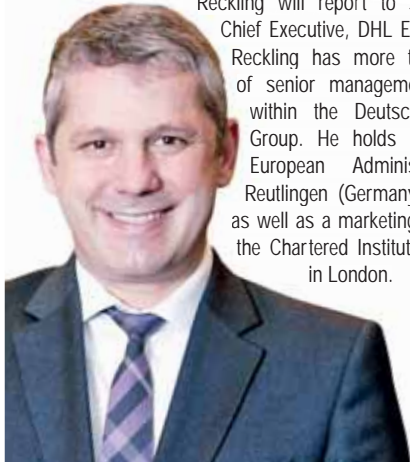 Reckling will report to
Chief Executive, DHL E
Reckling has more
of senior manageme
within the Deutsc
Group. He holds
European Adminis
Reutlingen (Germany
as well as a marketing
the Chartered Institut
in London.